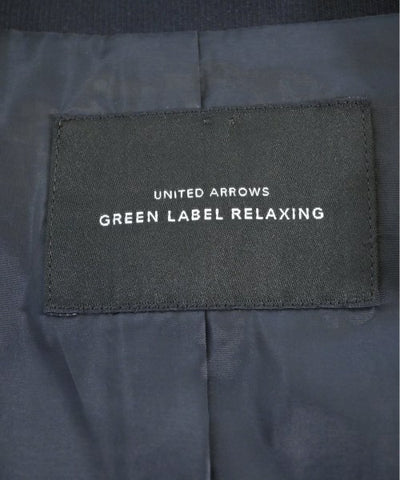 UNITED ARROWS
GREEN LABEL RELAXING